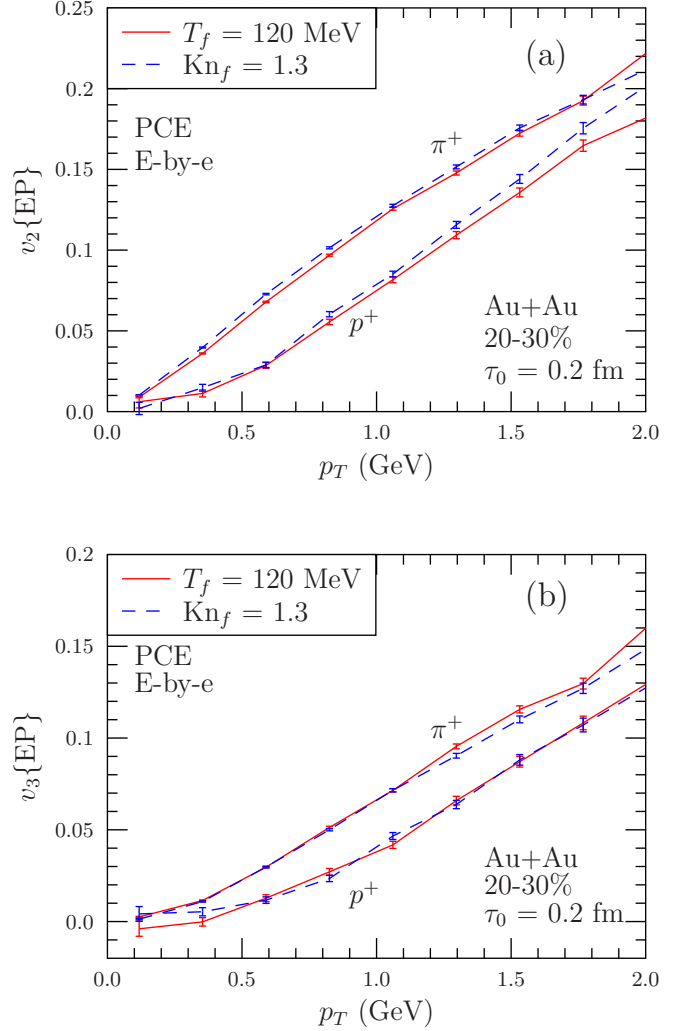 T_f = 120 MeV
Kn_f = 1.3
(a)
PCE
E-by-e
π⁺
p⁺
Au+Au
20-30%
τ₀ = 0.2 fm
0.25
0.2
0.15
0.1
0.05
0.0
v₂{EP}
0.0 0.5 1.0 1.5 2.0
p_T (GeV)
T_f = 120 MeV
Kn_f = 1.3
(b)
PCE
E-by-e
π⁺
p⁺
Au+Au
20-30%
τ₀ = 0.2 fm
0.2
0.15
0.1
0.05
0.0
v₃{EP}
0.0 0.5 1.0 1.5 2.0
p_T (GeV)